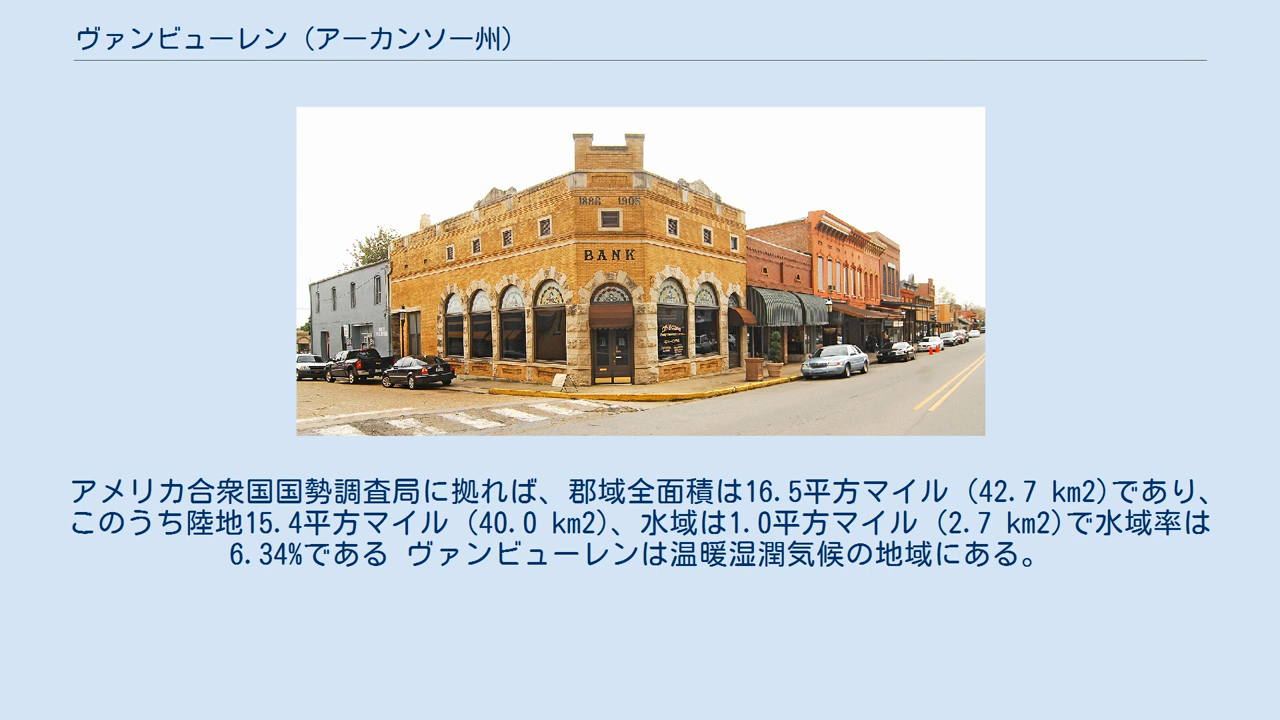 ヴァンビューレン（アーカンソー州）
1886 1905
BANK
アメリカ合衆国国勢調査局に拠れば、郡域全面積は16.5平方マイル (42.7 km2)であり、
このうち陸地15.4平方マイル (40.0 km2)、水域は1.0平方マイル (2.7 km2)で水域率は
6.34%である ヴァンビューレンは温暖湿潤気候の地域にある。